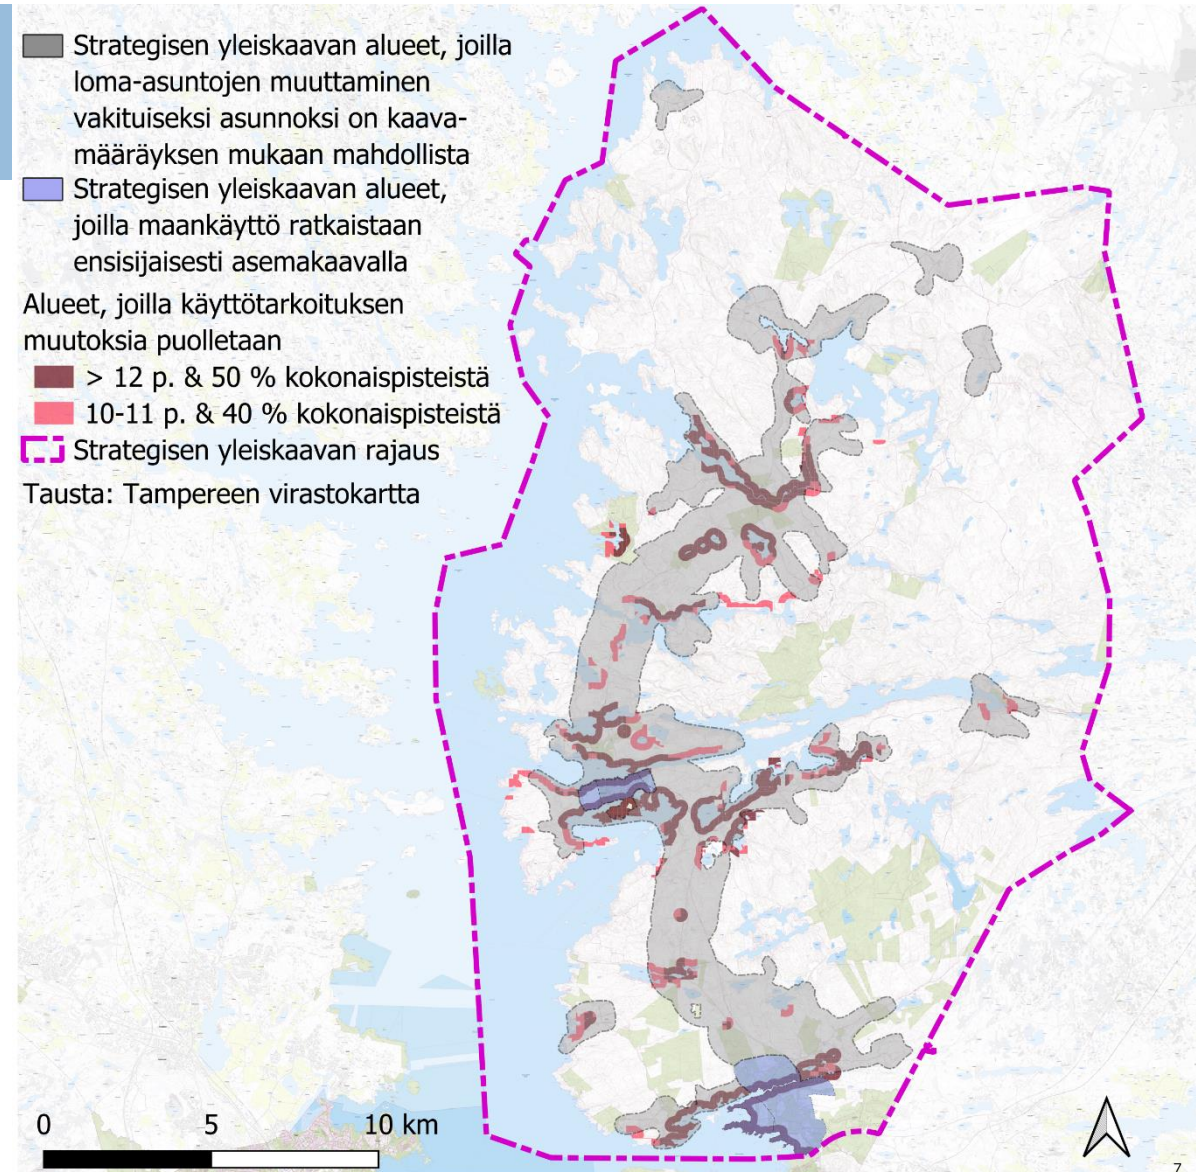 Strategisen yleiskaavan alueet, joilla
loma-asuntojen muuttaminen
vakituiseksi asunnoksi on kaava-
määräyksen mukaan mahdollista
Strategisen yleiskaavan alueet,
joilla maankäyttö ratkaistaan
ensisijaisesti asemakaavalla
Alueet, joilla käyttötarkoituksen
muutoksia puolletaan
> 12 p. & 50 % kokonaispisteistä
10-11 p. & 40 % kokonaispisteistä
Strategisen yleiskaavan rajaus
Tausta: Tampereen virastokartta
0 5 10 km
7